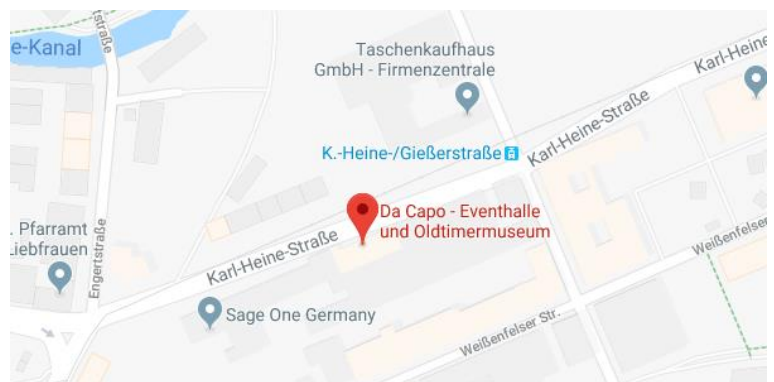 e-Kanal
tstraße
Taschenkaufhaus
GmbH - Firmenzentrale
Karl-Heine
Karl-Heine-Straße
K.-Heine-/Gießerstraße
Da Capo - Eventhalle
und Oldtimermuseum
. Pfarramt
Liebfrauen
Engertstraße
Karl-Heine-Straße
Weißenfelser
Sage One Germany
Weißenfelser Str.